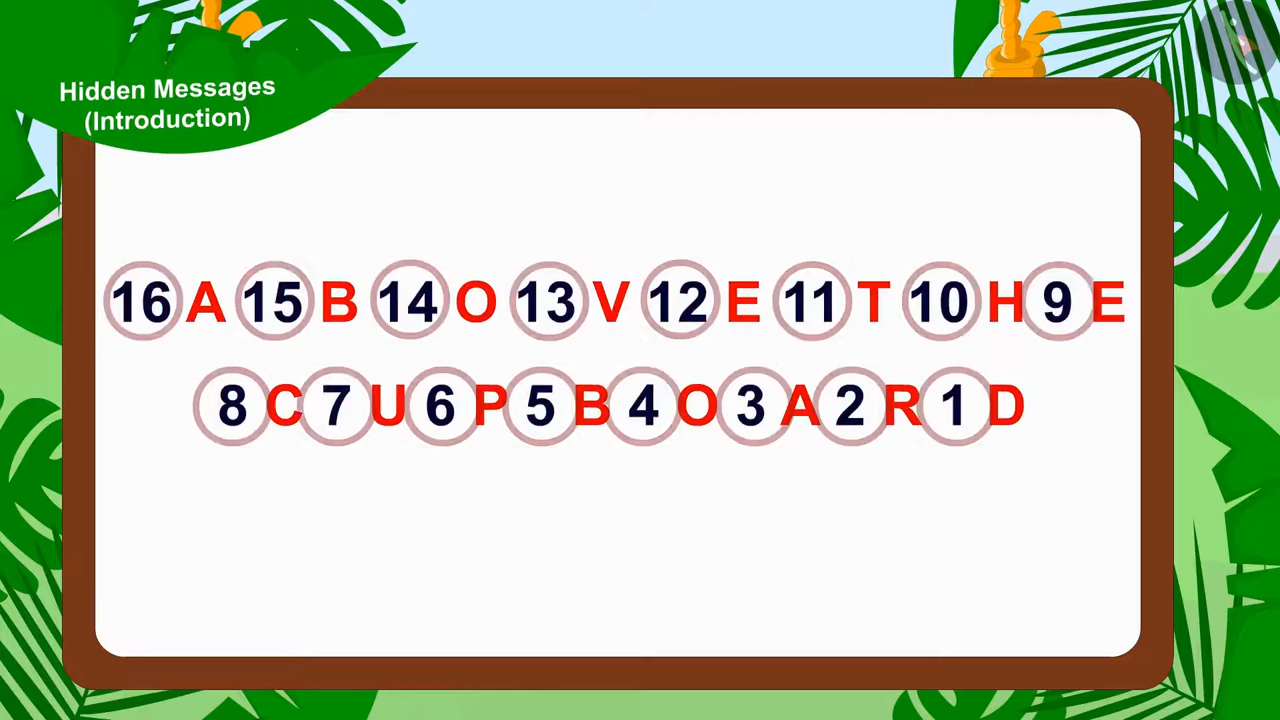 Hidden Messages
(Introduction)
16 A 15 B 14 O 13 V 12 E 11 T 10 H 9 E
8 C 7 U 6 P 5 B 4 O 3 A 2 R 1 D